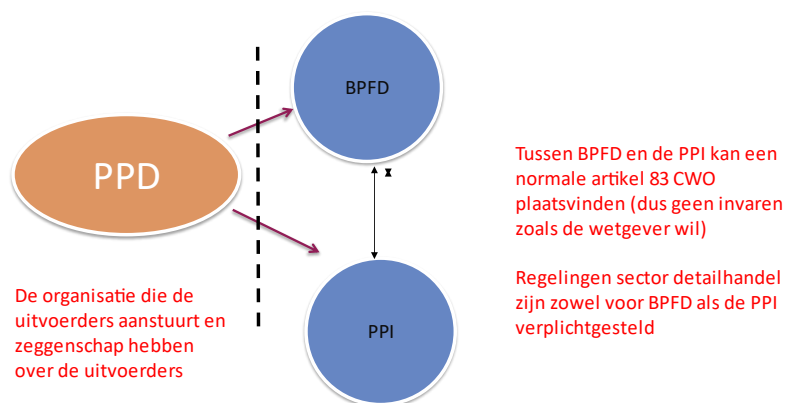 BPFD
PPD
Tussen BPFD en de PPI kan een
normale artikel 83 CWO
plaatsvinden (dus geen invaren
zoals de wetgever wil)
Regelingen sector detailhandel
zijn zowel voor BPFD als de PPI
verplichtgesteld
De organisatie die de
uitvoerders aanstuurt en
zeggenschap hebben
over de uitvoerders
PPI